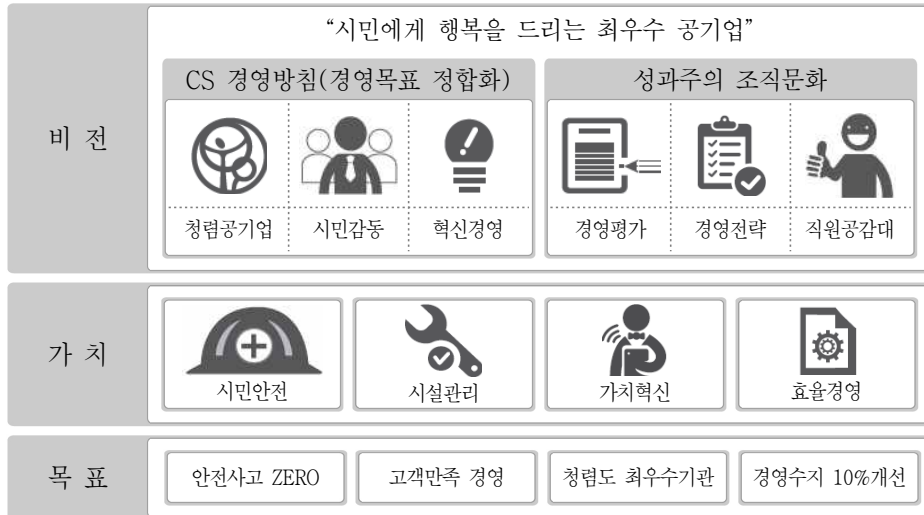 “시민에게 행복을 드리는 최우수 공기업”
비 전
CS 경영방침(경영목표 정합화)
성과주의 조직문화
청렴공기업
시민감동
혁신경영
경영평가
경영전략
직원공감대
가 치
시민안전
시설관리
가치혁신
효율경영
목 표
안전사고 ZERO
고객만족 경영
청렴도 최우수기관
경영수지 10%개선